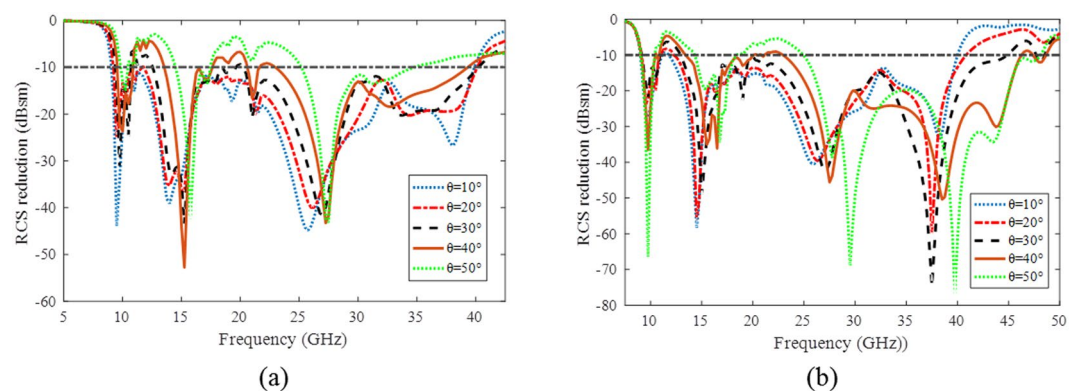 (a)
RCS reduction (dBsm)
0
-10
-20
-30
-40
-50
-60
5 10 15 20 25 30 35 40
Frequency (GHz)
θ=10°
θ=20°
θ=30°
θ=40°
θ=50°
(a)
(b)
RCS reduction (dBsm)
0
-10
-20
-30
-40
-50
-60
-70
-80
10 15 20 25 30 35 40 45 50
Frequency (GHz))
θ=10°
θ=20°
θ=30°
θ=40°
θ=50°
(b)